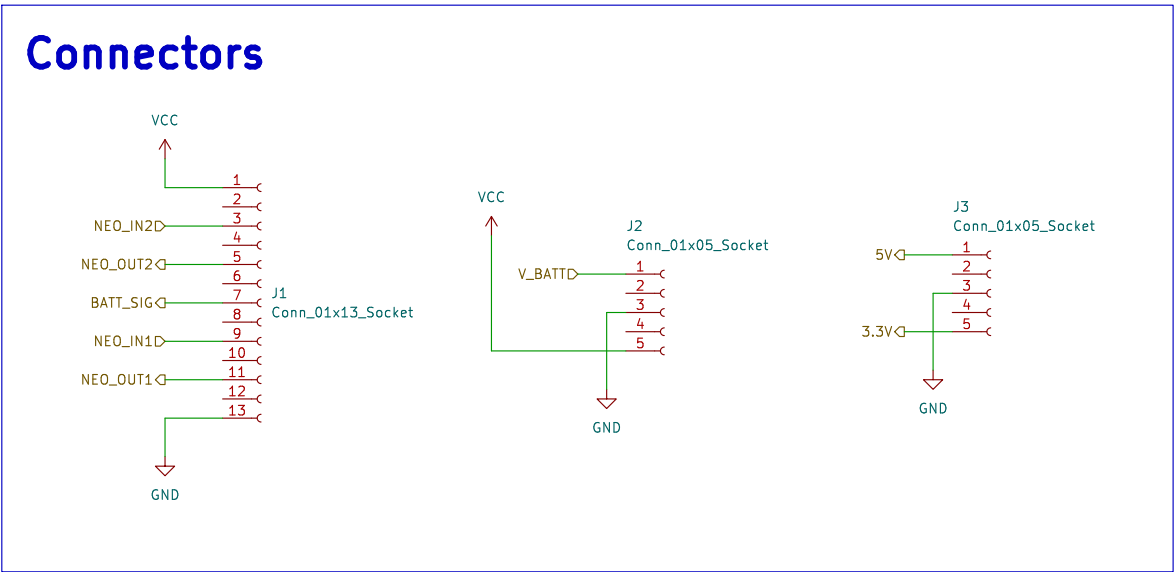 Connectors
VCC
1
2
NEO_IN2 3
4
NEO_OUT2 5
6
BATT_SIG 7
8
NEO_IN1 9
10
NEO_OUT1 11
12
13
J1
Conn_01x13_Socket
GND
VCC
J2
Conn_01x05_Socket
V_BATT 1
2
3
4
5
GND
J3
Conn_01x05_Socket
5V 1
2
3
4
3.3V 5
GND